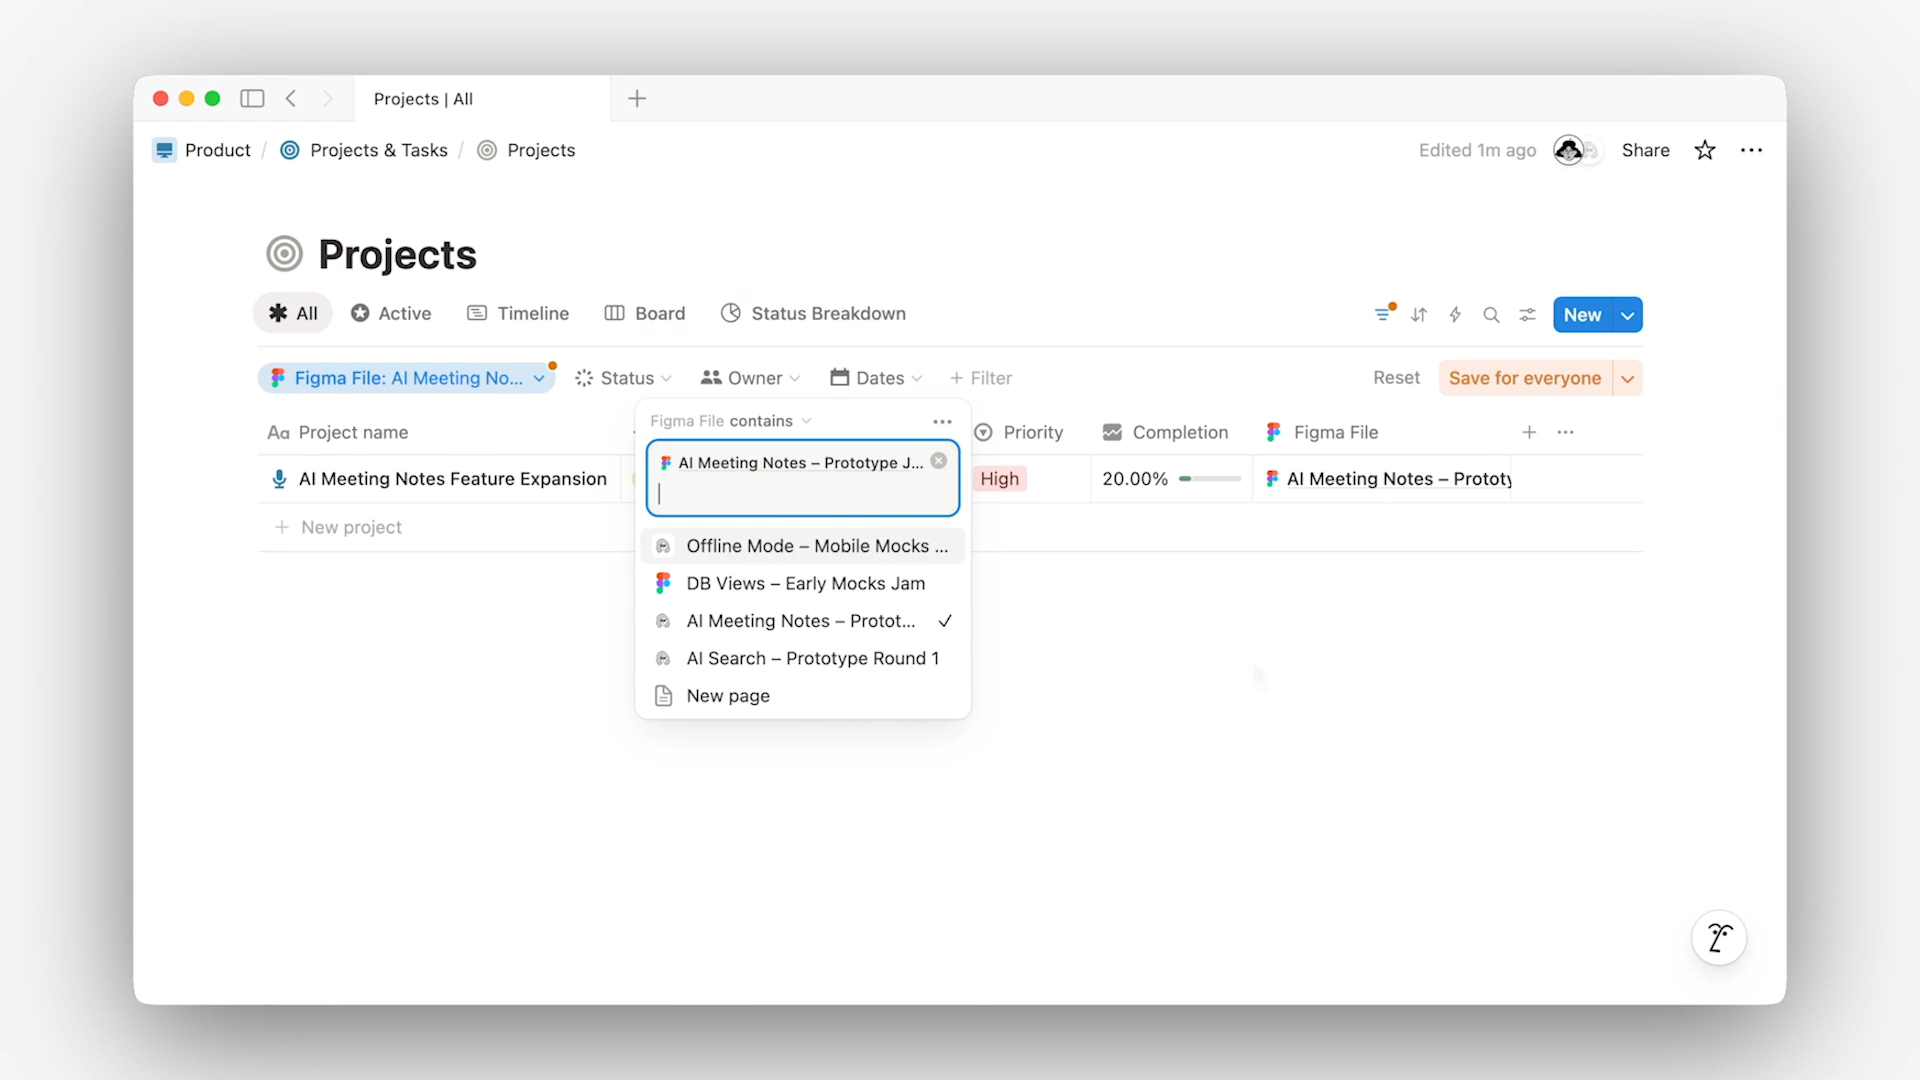 Projects | All
Product / Projects & Tasks / Projects
Edited 1m ago
Share
Projects
All
Active
Timeline
Board
Status Breakdown
New
Figma File: AI Meeting No...
Status
Owner
Dates
+ Filter
Reset
Save for everyone
Figma File contains
AI Meeting Notes – Prototype J...
Aa Project name
Priority
Completion
Figma File
AI Meeting Notes Feature Expansion
High
20.00%
AI Meeting Notes – Prototy
+ New project
Offline Mode – Mobile Mocks ...
DB Views – Early Mocks Jam
AI Meeting Notes – Protot...
AI Search – Prototype Round 1
New page